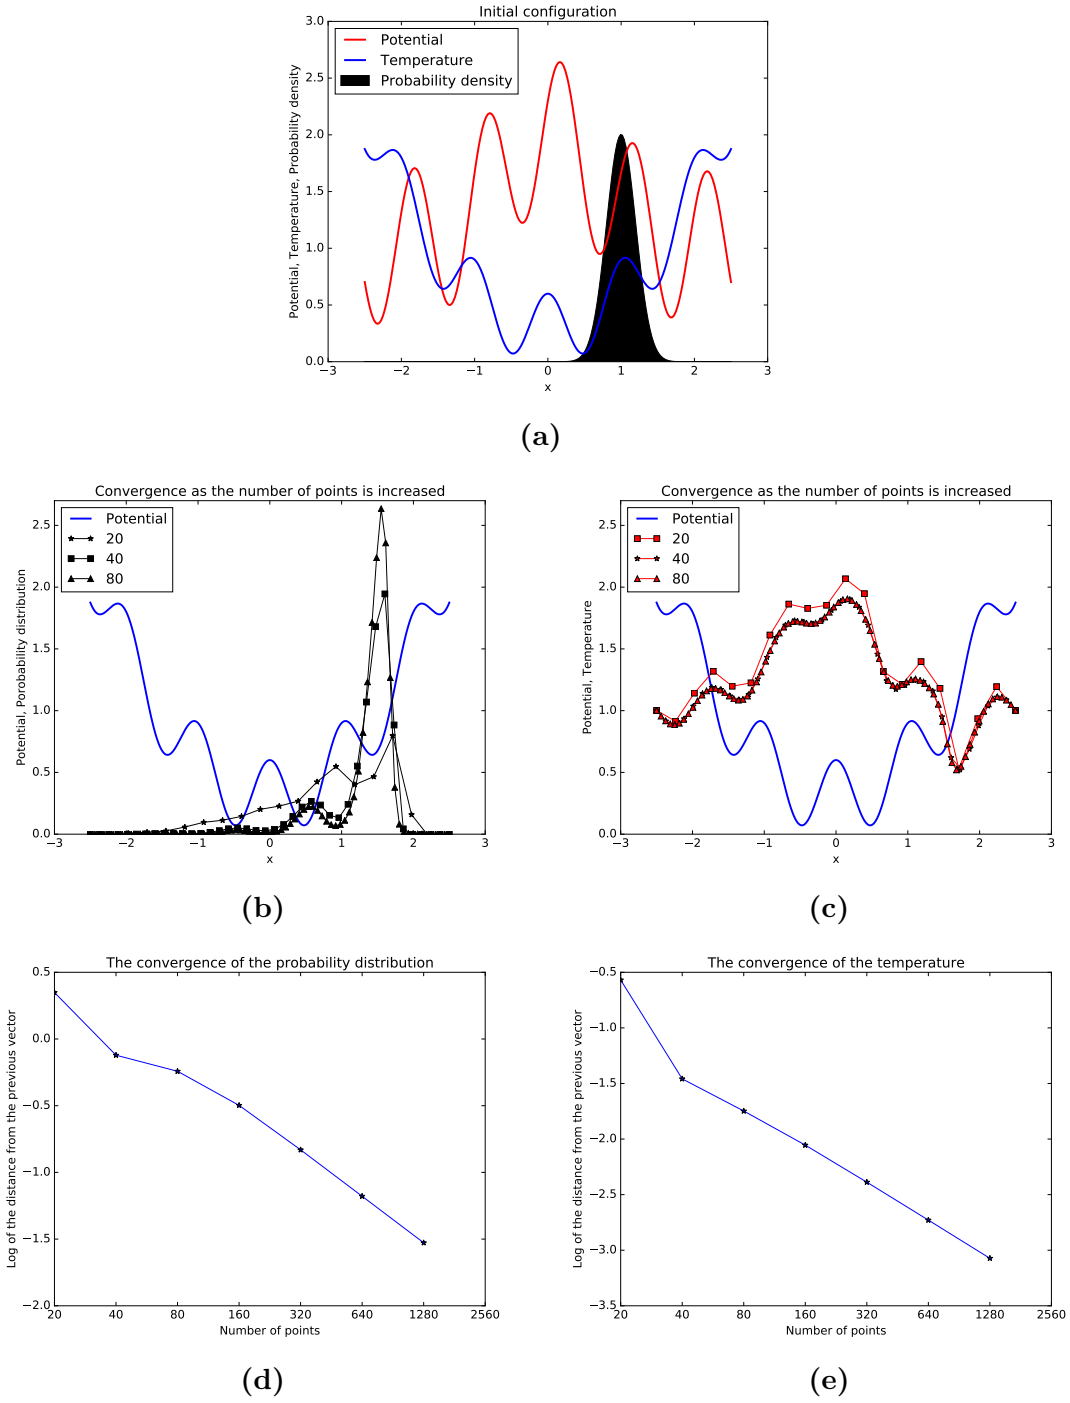 Initial configuration
Potential
Temperature
Probability density
Potential, Temperature, Probability density
3.0
2.5
2.0
1.5
1.0
0.5
0.0
−3 −2 −1 0 1 2 3
x
(a)
Convergence as the number of points is increased
Potential
20
40
80
Potential, Porobability distribution
2.5
2.0
1.5
1.0
0.5
0.0
−3 −2 −1 0 1 2 3
x
(b)
Convergence as the number of points is increased
Potential
20
40
80
Potential, Temperature
2.5
2.0
1.5
1.0
0.5
0.0
−3 −2 −1 0 1 2 3
x
(c)
The convergence of the probability distribution
Log of the distance from the previous vector
0.5
0.0
−0.5
−1.0
−1.5
−2.0
20 40 80 160 320 640 1280 2560
Number of points
(d)
The convergence of the temperature
Log of the distance from the previous vector
−0.5
−1.0
−1.5
−2.0
−2.5
−3.0
−3.5
20 40 80 160 320 640 1280 2560
Number of points
(e)